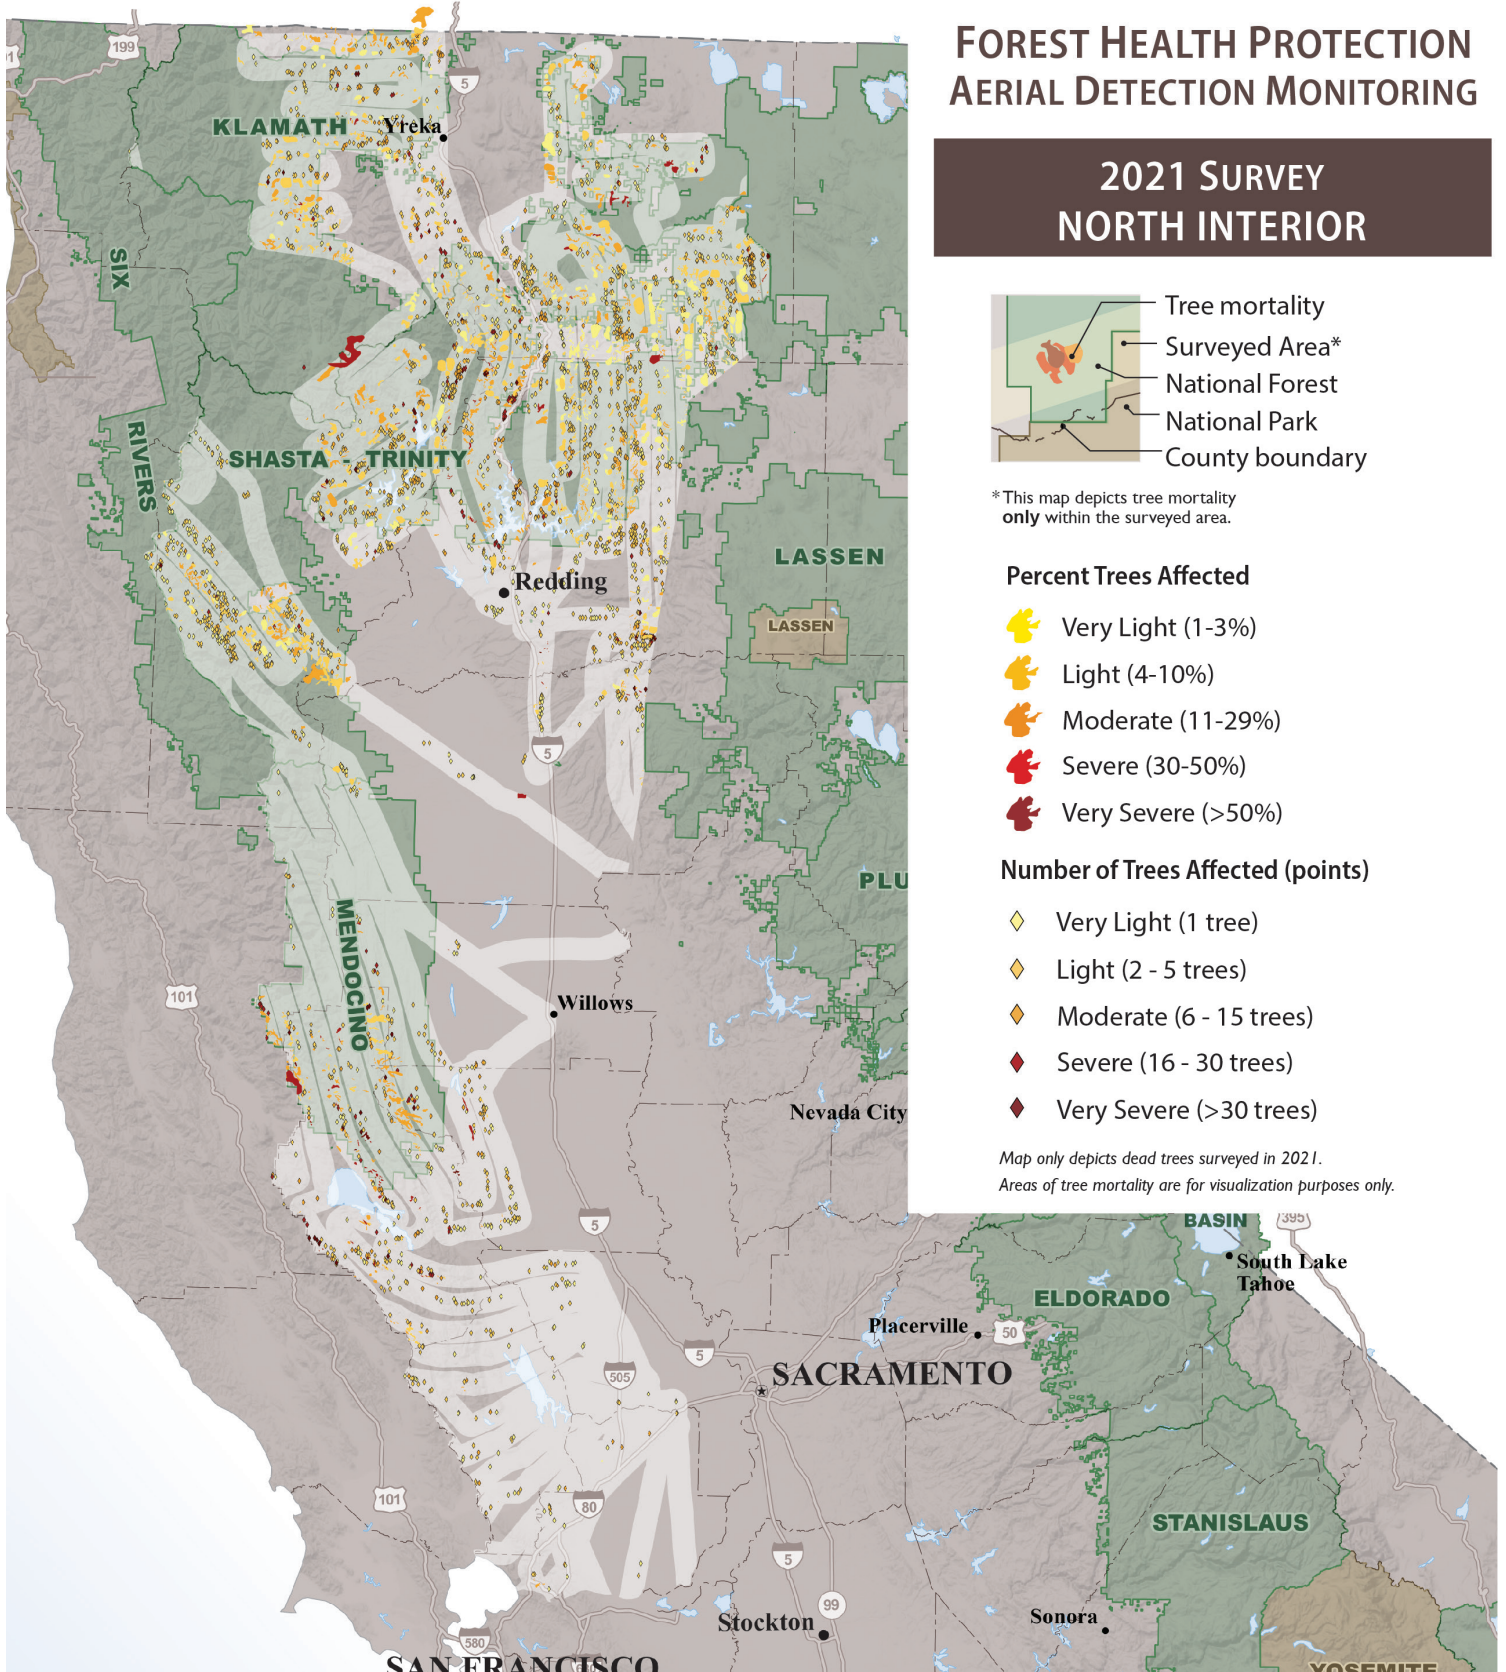 FOREST HEALTH PROTECTION
AERIAL DETECTION MONITORING
2021 SURVEY
NORTH INTERIOR
Tree mortality
Surveyed Area*
National Forest
National Park
County boundary
* This map depicts tree mortality
only within the surveyed area.
Percent Trees Affected
Very Light (1-3%)
Light (4-10%)
Moderate (11-29%)
Severe (30-50%)
Very Severe (>50%)
Number of Trees Affected (points)
Very Light (1 tree)
Light (2 - 5 trees)
Moderate (6 - 15 trees)
Severe (16 - 30 trees)
Very Severe (>30 trees)
Map only depicts dead trees surveyed in 2021.
Areas of tree mortality are for visualization purposes only.
199
5
KLAMATH
Yreka
SIX
RIVERS
SHASTA - TRINITY
LASSEN
Redding
LASSEN
5
PLU
MENDOCINO
101
Willows
Nevada City
5
BASIN
395
South Lake
Tahoe
ELDORADO
Placerville
50
5
505
SACRAMENTO
101
80
STANISLAUS
5
99
Stockton
Sonora
580
SAN FRANCISCO
YOSEMITE